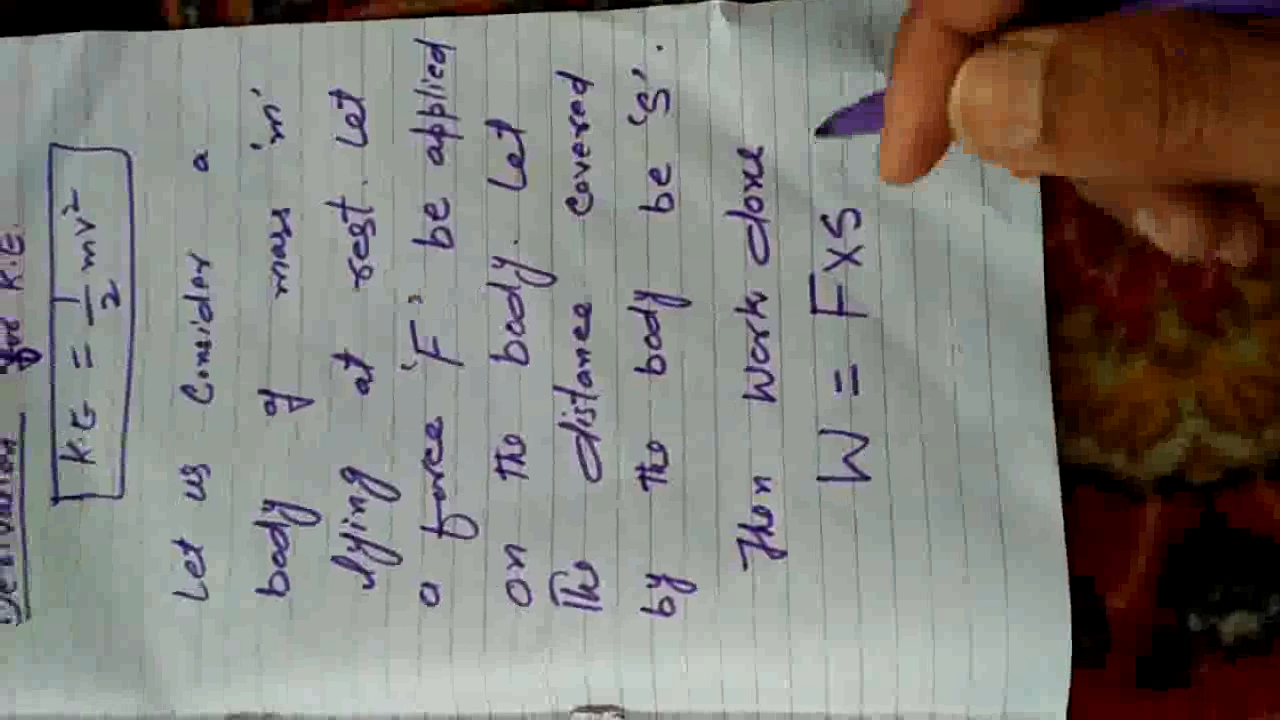 Derivation for K.E.
K.E = 1/2 mv²
Let us Consider a
body of mass 'm'
lying at rest. Let
a force 'F' be applied
on the body. Let
The distance covered
by the body be 'S'.
Then Work done
W = F×S